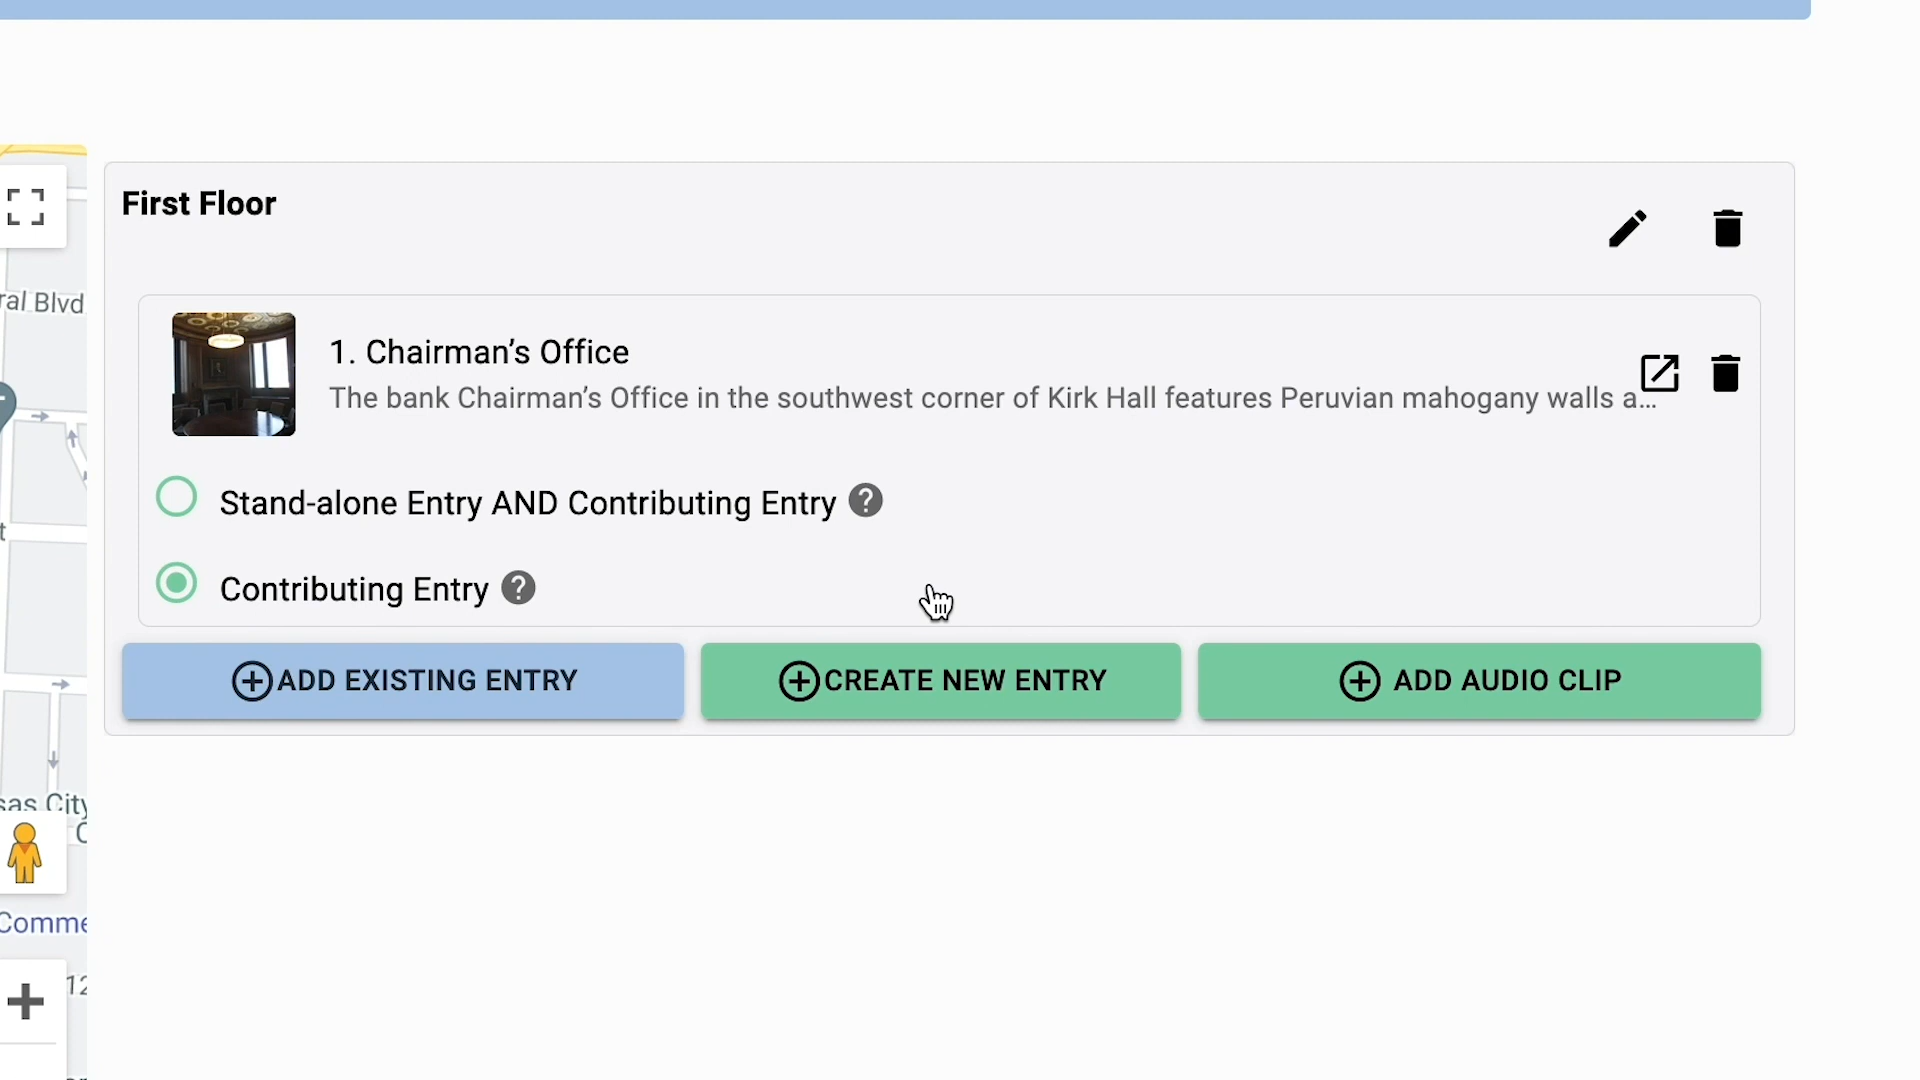 First Floor
1. Chairman's Office
The bank Chairman's Office in the southwest corner of Kirk Hall features Peruvian mahogany walls a...
Stand-alone Entry AND Contributing Entry
Contributing Entry
ADD EXISTING ENTRY
CREATE NEW ENTRY
ADD AUDIO CLIP
ral Blvd
sas City
Comme
12